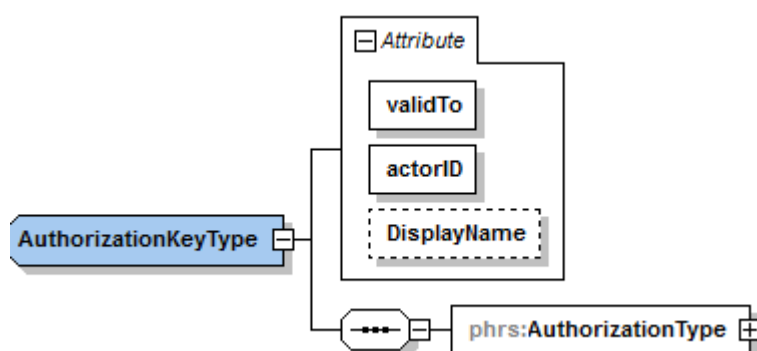 Attribute
validTo
actorID
DisplayName
AuthorizationKeyType
phrs:AuthorizationType